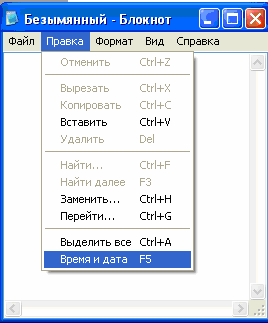 Безымянный - Блокнот
Файл Правка Формат Вид Справка
Отменить Ctrl+Z
Вырезать Ctrl+X
Копировать Ctrl+C
Вставить Ctrl+V
Удалить Del
Найти... Ctrl+F
Найти далее F3
Заменить... Ctrl+H
Перейти... Ctrl+G
Выделить все Ctrl+A
Время и дата F5